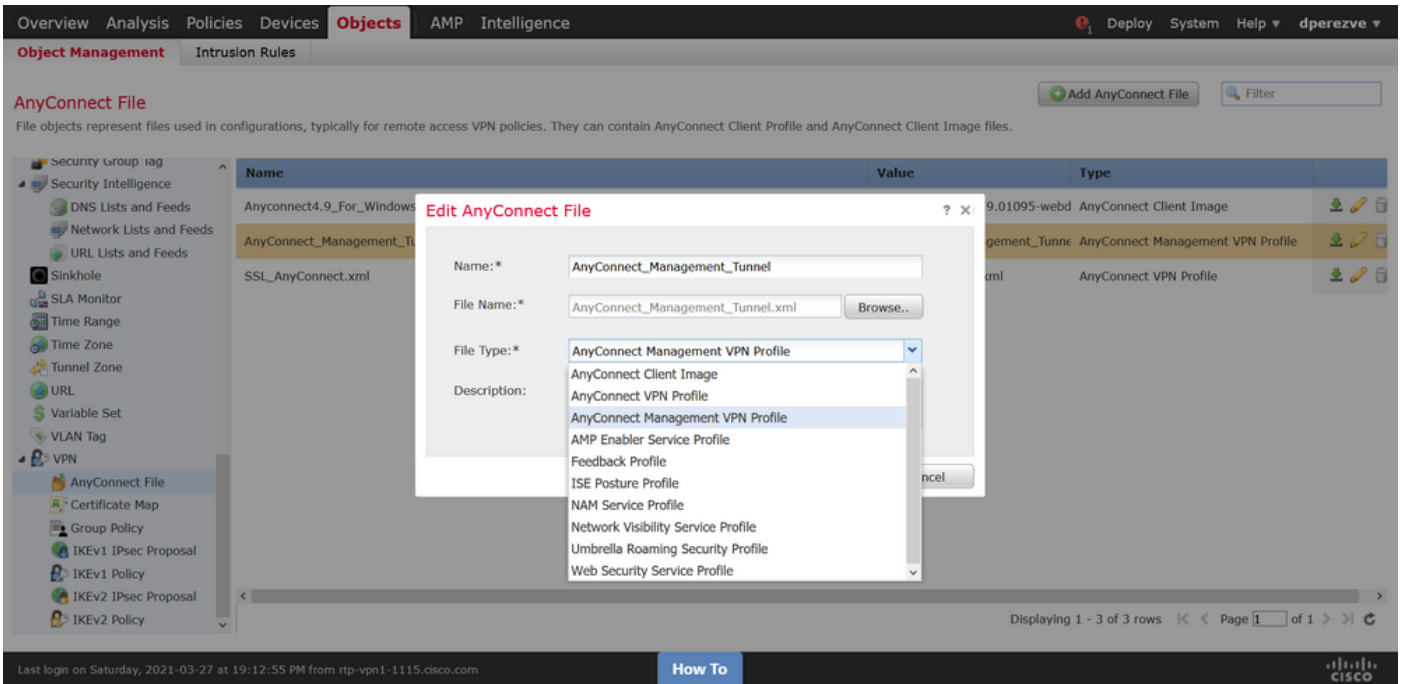 Overview Analysis Policies Devices Objects AMP Intelligence 1 Deploy System Help dperezve
Object Management Intrusion Rules
AnyConnect File
Add AnyConnect File
Filter
File objects represent files used in configurations, typically for remote access VPN policies. They can contain AnyConnect Client Profile and AnyConnect Client Image files.
Security Group Tag
Security Intelligence
DNS Lists and Feeds
Network Lists and Feeds
URL Lists and Feeds
Sinkhole
SLA Monitor
Time Range
Time Zone
Tunnel Zone
URL
Variable Set
VLAN Tag
VPN
AnyConnect File
Certificate Map
Group Policy
IKEv1 IPsec Proposal
IKEv1 Policy
IKEv2 IPsec Proposal
IKEv2 Policy
Name Value Type
Anyconnect4.9_For_Windows 9.01095-webd AnyConnect Client Image
AnyConnect_Management_Tu gement_Tunne AnyConnect Management VPN Profile
SSL_AnyConnect.xml xml AnyConnect VPN Profile
Edit AnyConnect File ?
Name:* AnyConnect_Management_Tunnel
File Name:* AnyConnect_Management_Tunnel.xml Browse..
File Type:* AnyConnect Management VPN Profile
Description:
AnyConnect Client Image
AnyConnect VPN Profile
AnyConnect Management VPN Profile
AMP Enabler Service Profile
Feedback Profile
ISE Posture Profile
NAM Service Profile
Network Visibility Service Profile
Umbrella Roaming Security Profile
Web Security Service Profile
ncel
Displaying 1 - 3 of 3 rows Page 1 of 1
Last login on Saturday, 2021-03-27 at 19:12:55 PM from rtp-vpn1-1115.cisco.com
How To
CISCO